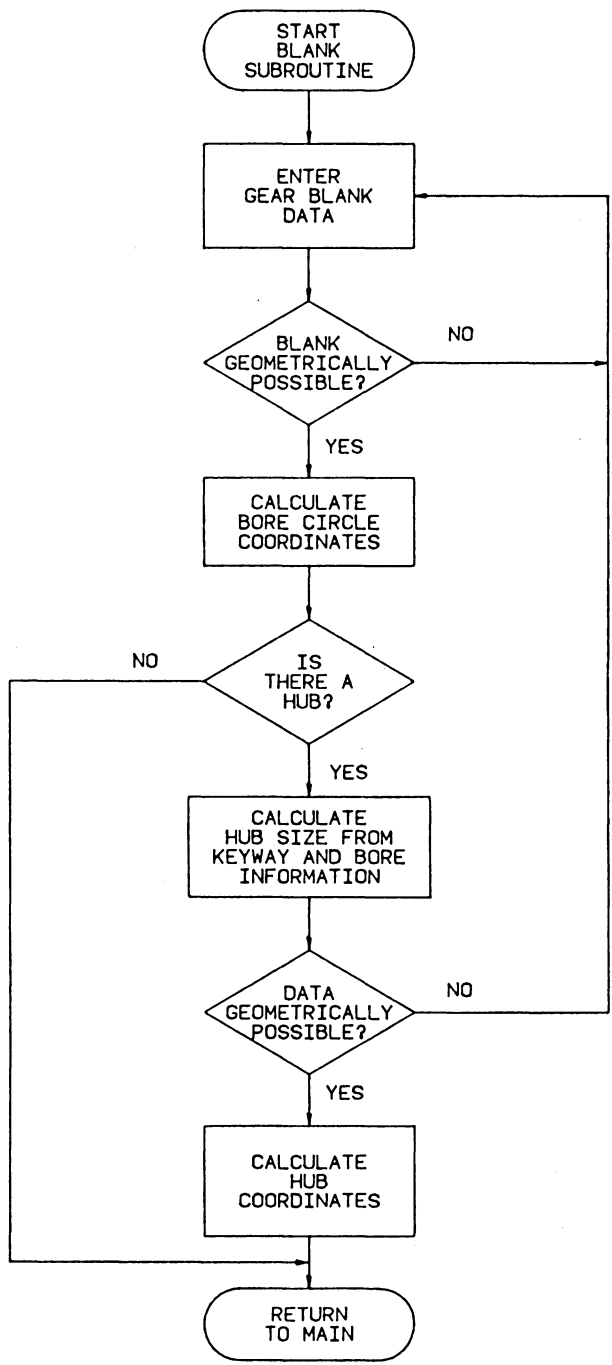 START
BLANK
SUBROUTINE
ENTER
GEAR BLANK
DATA
BLANK
GEOMETRICALLY
POSSIBLE?
NO
YES
CALCULATE
BORE CIRCLE
COORDINATES
NO
IS
THERE A
HUB?
YES
CALCULATE
HUB SIZE FROM
KEYWAY AND BORE
INFORMATION
DATA
GEOMETRICALLY
POSSIBLE?
NO
YES
CALCULATE
HUB
COORDINATES
RETURN
TO MAIN